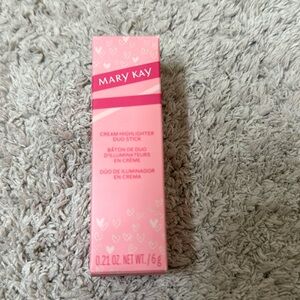 MARY KAY
CREAM HIGHLIGHTER
DUO STICK
BÂTON DE DUO
D'ILLUMINATEURS
EN CRÈME
DÚO DE ILUMINADOR
EN CREMA
0.21 OZ. NET WT. / 6 g